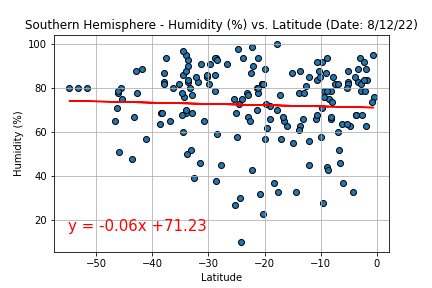 Southern Hemisphere - Humidity (%) vs. Latitude (Date: 8/12/22)
100
80
60
40
20
Humidity (%)
y = -0.06x +71.23
−50 −40 −30 −20 −10 0
Latitude